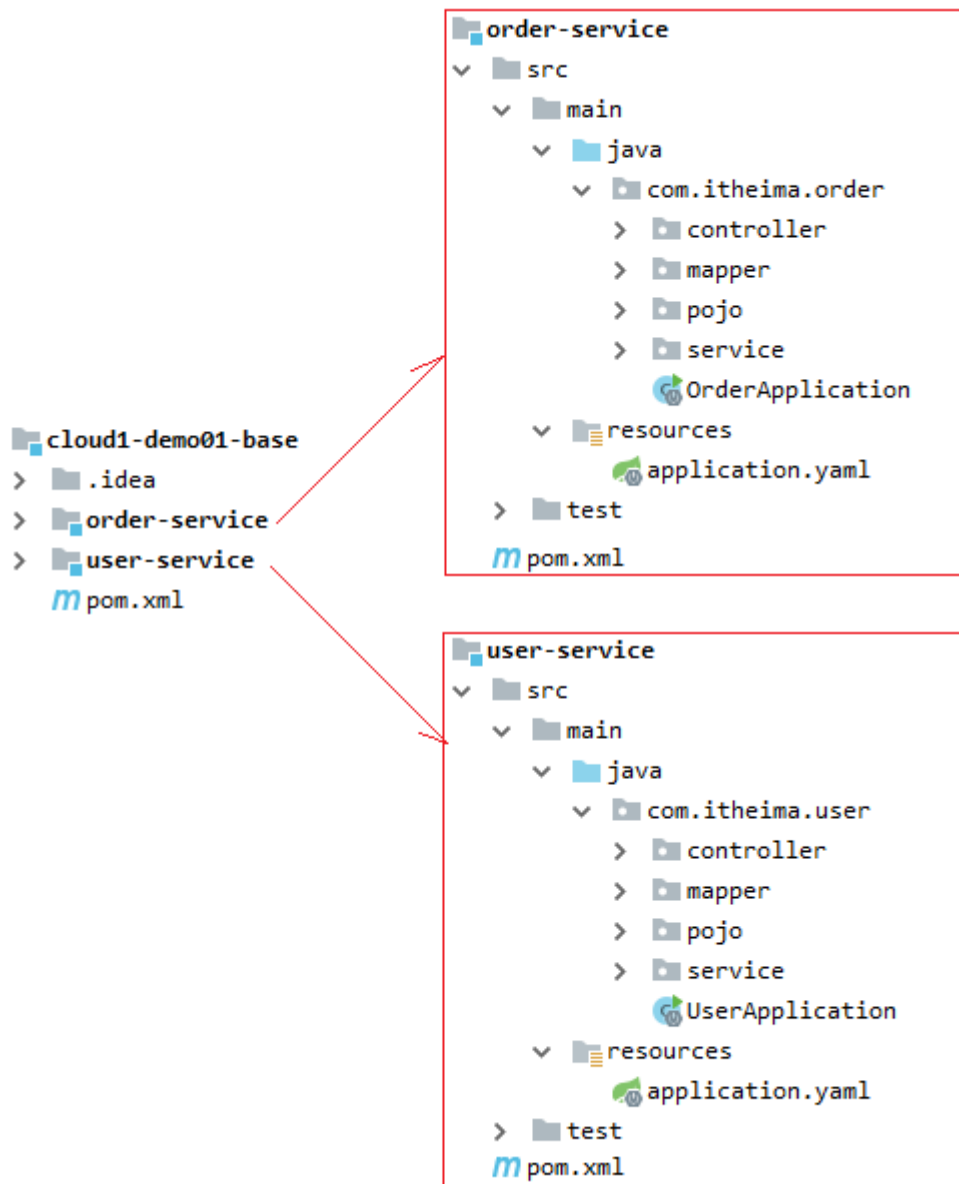 cloud1-demo01-base
.idea
order-service
user-service
m pom.xml
order-service
src
main
java
com.itheima.order
controller
mapper
pojo
service
OrderApplication
resources
application.yaml
test
m pom.xml
user-service
src
main
java
com.itheima.user
controller
mapper
pojo
service
UserApplication
resources
application.yaml
test
m pom.xml